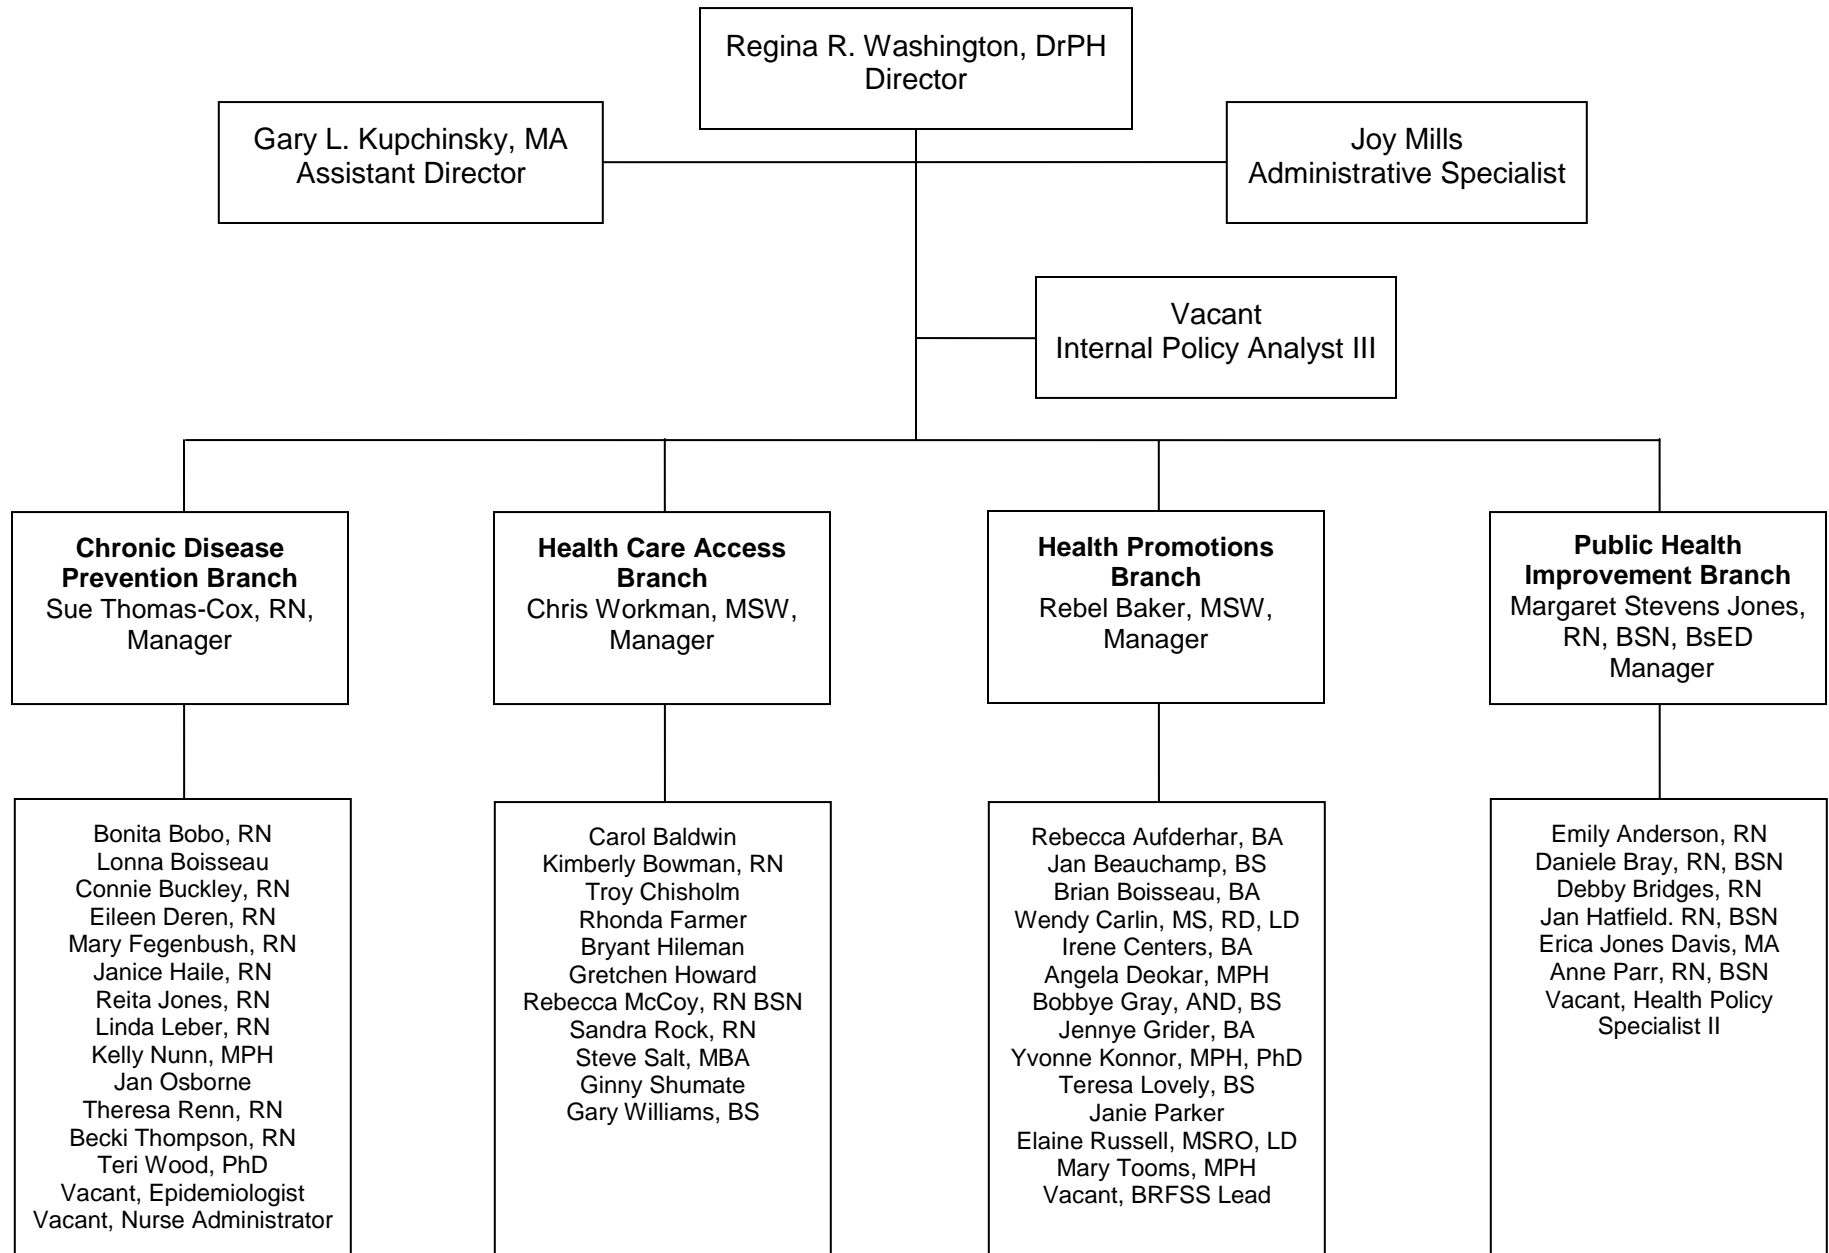 Regina R. Washington, DrPH
Director
Gary L. Kupchinsky, MA
Assistant Director
Joy Mills
Administrative Specialist
Vacant
Internal Policy Analyst III
Chronic Disease
Prevention Branch
Sue Thomas-Cox, RN,
Manager
Health Care Access
Branch
Chris Workman, MSW,
Manager
Health Promotions
Branch
Rebel Baker, MSW,
Manager
Public Health
Improvement Branch
Margaret Stevens Jones,
RN, BSN, BsED
Manager
Bonita Bobo, RN
Lonna Boisseau
Connie Buckley, RN
Eileen Deren, RN
Mary Fegenbush, RN
Janice Haile, RN
Reita Jones, RN
Linda Leber, RN
Kelly Nunn, MPH
Jan Osborne
Theresa Renn, RN
Becki Thompson, RN
Teri Wood, PhD
Vacant, Epidemiologist
Vacant, Nurse Administrator
Carol Baldwin
Kimberly Bowman, RN
Troy Chisholm
Rhonda Farmer
Bryant Hileman
Gretchen Howard
Rebecca McCoy, RN BSN
Sandra Rock, RN
Steve Salt, MBA
Ginny Shumate
Gary Williams, BS
Rebecca Aufderhar, BA
Jan Beauchamp, BS
Brian Boisseau, BA
Wendy Carlin, MS, RD, LD
Irene Centers, BA
Angela Deokar, MPH
Bobbye Gray, AND, BS
Jennye Grider, BA
Yvonne Konnor, MPH, PhD
Teresa Lovely, BS
Janie Parker
Elaine Russell, MSRO, LD
Mary Tooms, MPH
Vacant, BRFSS Lead
Emily Anderson, RN
Daniele Bray, RN, BSN
Debby Bridges, RN
Jan Hatfield. RN, BSN
Erica Jones Davis, MA
Anne Parr, RN, BSN
Vacant, Health Policy
Specialist II